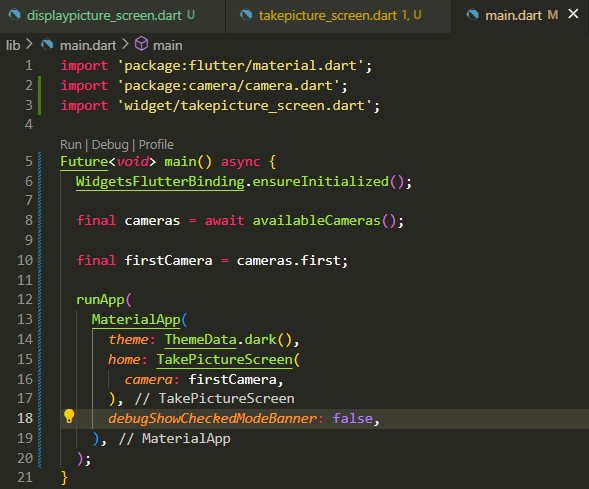 displaypicture_screen.dart U takepicture_screen.dart 1, U main.dart M
lib > main.dart > main
1 import 'package:flutter/material.dart';
2 import 'package:camera/camera.dart';
3 import 'widget/takepicture_screen.dart';
4
Run | Debug | Profile
5 Future<void> main() async {
6 WidgetsFlutterBinding.ensureInitialized();
7
8 final cameras = await availableCameras();
9
10 final firstCamera = cameras.first;
11
12 runApp(
13 MaterialApp(
14 theme: ThemeData.dark(),
15 home: TakePictureScreen(
16 camera: firstCamera,
17 ), // TakePictureScreen
18 debugShowCheckedModeBanner: false,
19 ), // MaterialApp
20 );
21 }